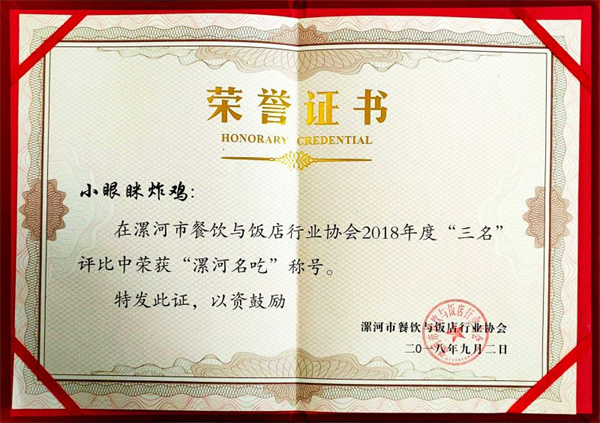 荣誉证书
HONORARY CREDENTIAL
小眼眯炸鸡：
在漯河市餐饮与饭店行业协会2018年度“三名”
评比中荣获“漯河名吃”称号。
特发此证，以资鼓励
漯河市餐饮与饭店行业协会
二〇一八年九月二日